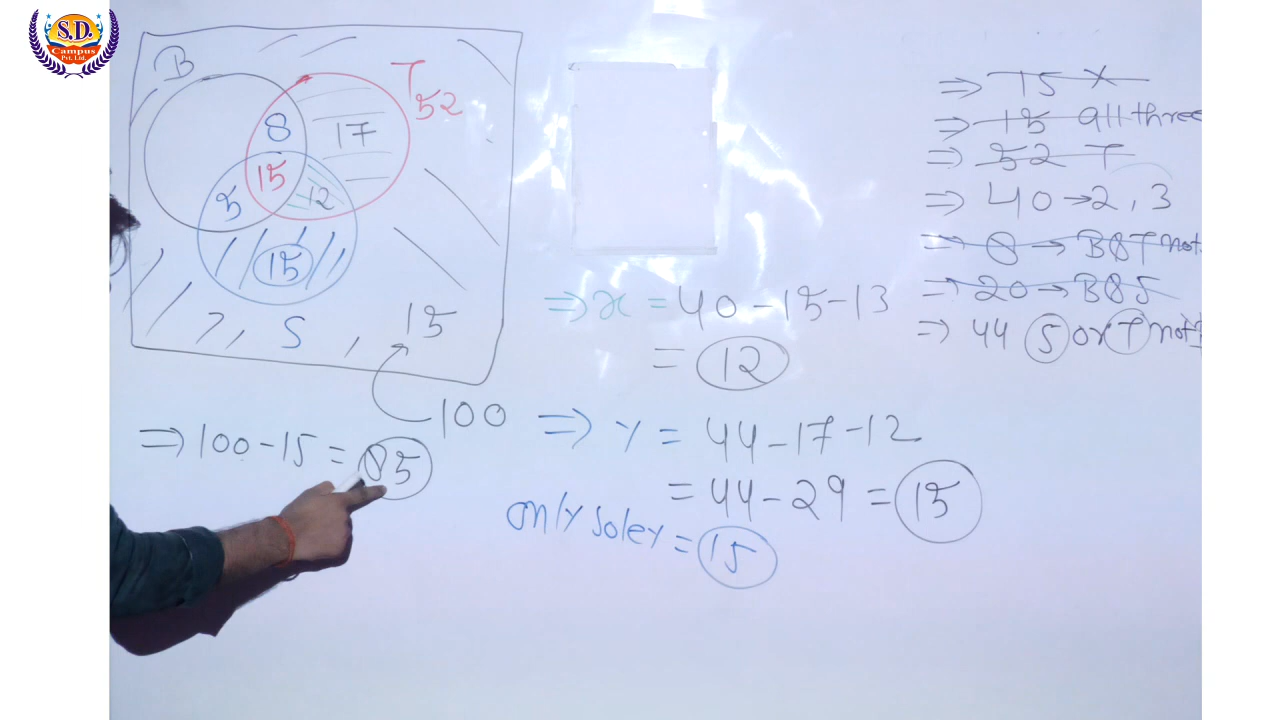 S.D.
Campus
Pvt. Ltd.
B
T
52
8
17
15
5
12
15
S
15
100
⇒ 100 - 15 = 85
⇒ x = 40 - 15 - 13
= 12
⇒ y = 44 - 17 - 12
= 44 - 29 = 15
only soley = 15
⇒ 15 X
⇒ 15 all three
⇒ 52 T
⇒ 40 → 2, 3
⇒ 8 → B&T not
⇒ 20 → B&S
⇒ 44 S or T not